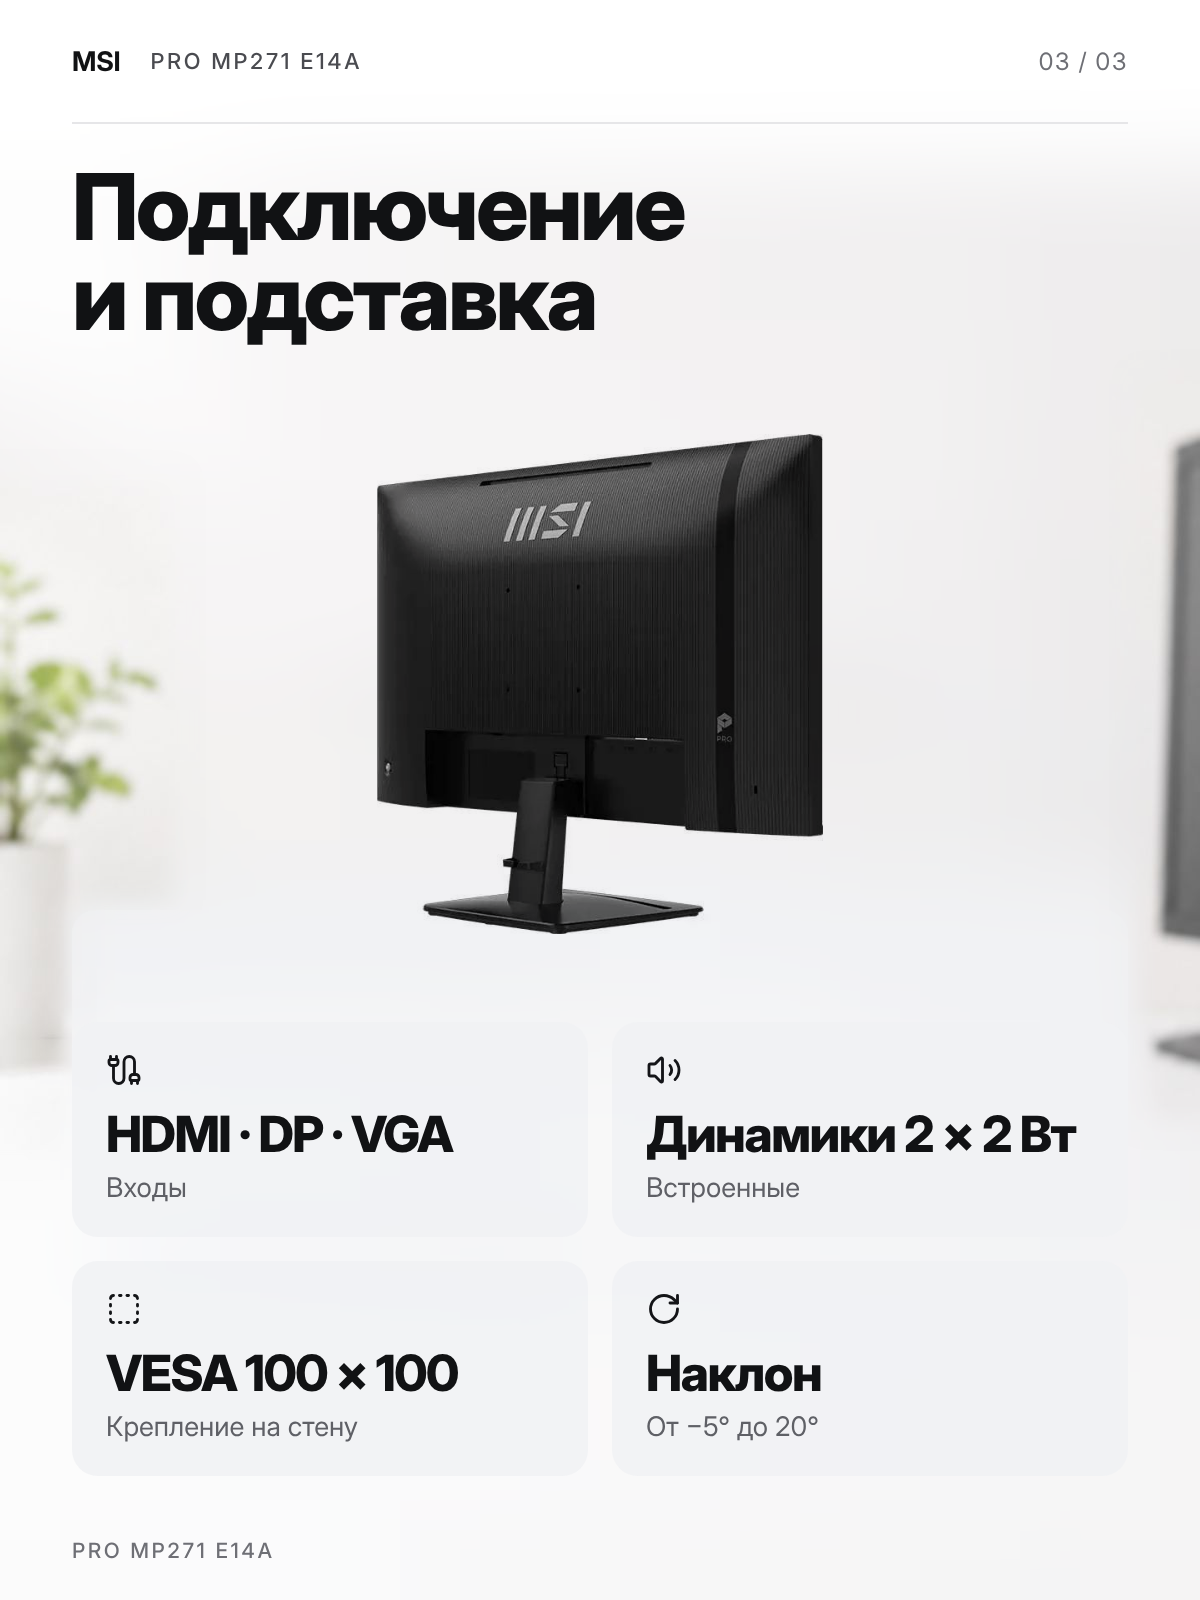 MSI PRO MP271 E14A
03 / 03
Подключение
и подставка
MSI
PRO
HDMI · DP · VGA
Входы
Динамики 2 × 2 Вт
Встроенные
VESA 100 × 100
Крепление на стену
Наклон
От −5° до 20°
PRO MP271 E14A